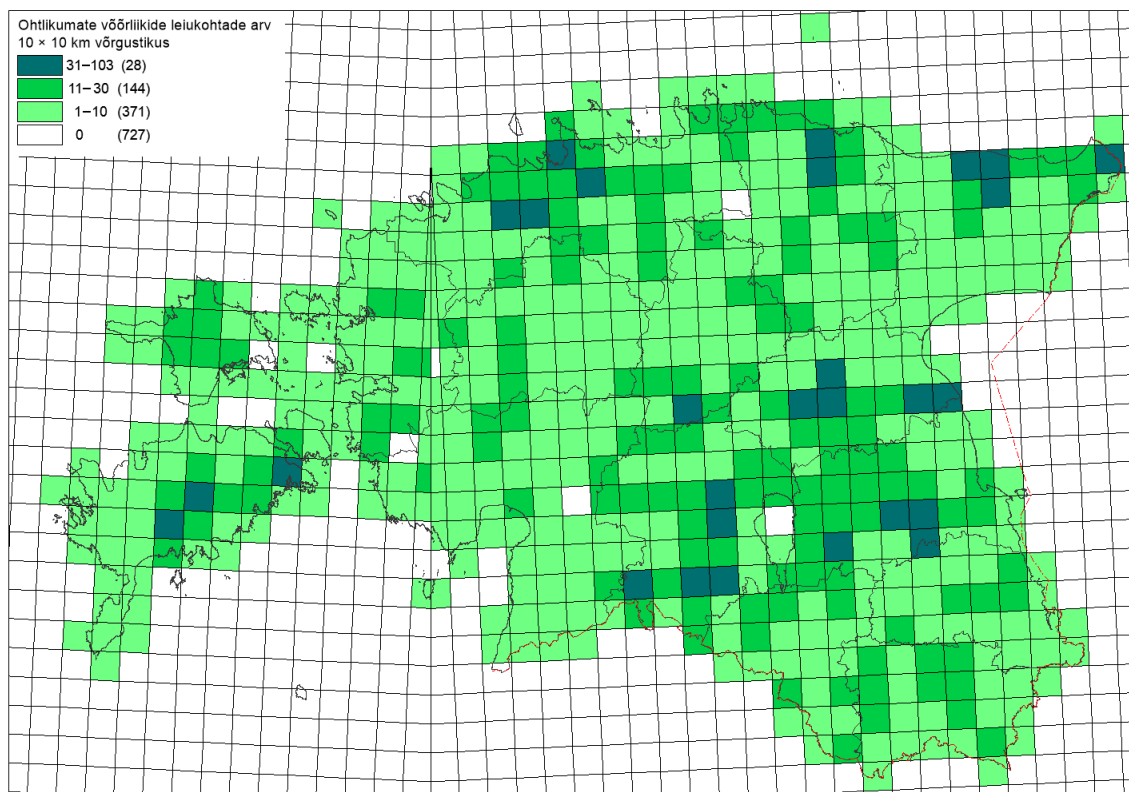 Ohtlikumate võõrliikide leiukohtade arv
10 × 10 km võrgustikus
31–103 (28)
11–30 (144)
1–10 (371)
0 (727)